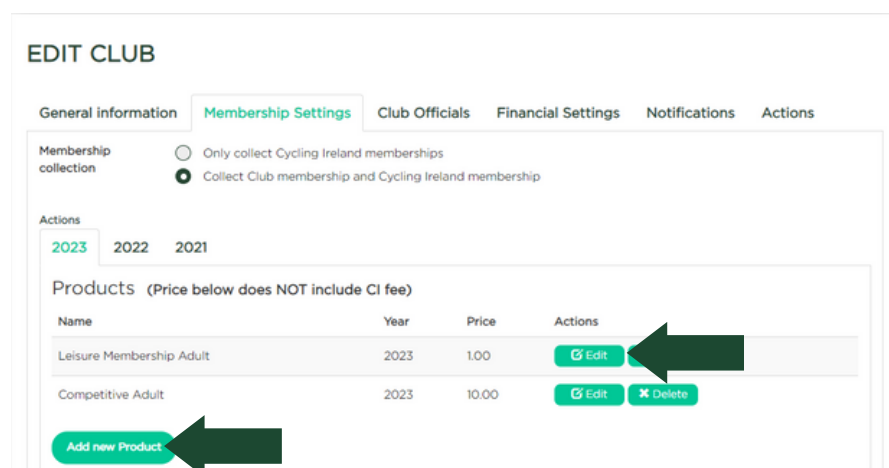 EDIT CLUB
General information Membership Settings Club Officials Financial Settings Notifications Actions
Membership collection
Only collect Cycling Ireland memberships
Collect Club membership and Cycling Ireland membership
Actions
2023 2022 2021
Products (Price below does NOT include CI fee)
Name Year Price Actions
Leisure Membership Adult 2023 1.00 Edit
Competitive Adult 2023 10.00 Edit Delete
Add new Product